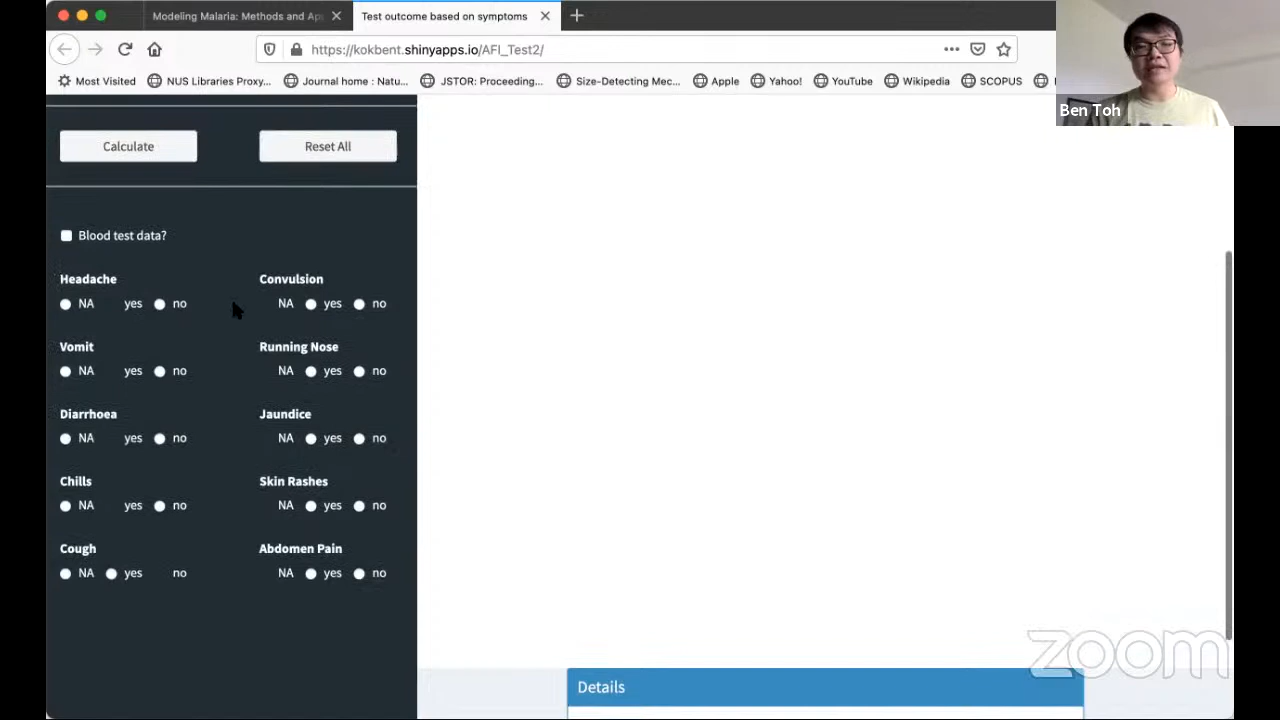 Modeling Malaria: Methods and Ap
Test outcome based on symptoms
https://kokbent.shinyapps.io/AFI_Test2/
Most Visited
NUS Libraries Proxy...
Journal home : Natu...
JSTOR: Proceeding...
Size-Detecting Mec...
Apple
Yahoo!
YouTube
Wikipedia
SCOPUS
Ben Toh
Calculate
Reset All
Blood test data?
Headache
NA yes no
Convulsion
NA yes no
Vomit
NA yes no
Running Nose
NA yes no
Diarrhoea
NA yes no
Jaundice
NA yes no
Chills
NA yes no
Skin Rashes
NA yes no
Cough
NA yes no
Abdomen Pain
NA yes no
Details
zoom